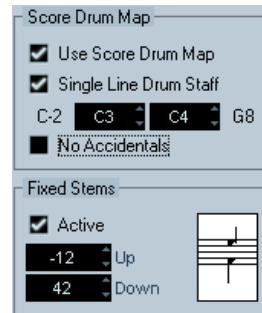 Score Drum Map
Use Score Drum Map
Single Line Drum Staff
C-2 C3 C4 G8
No Accidentals
Fixed Stems
Active
-12 Up
42 Down